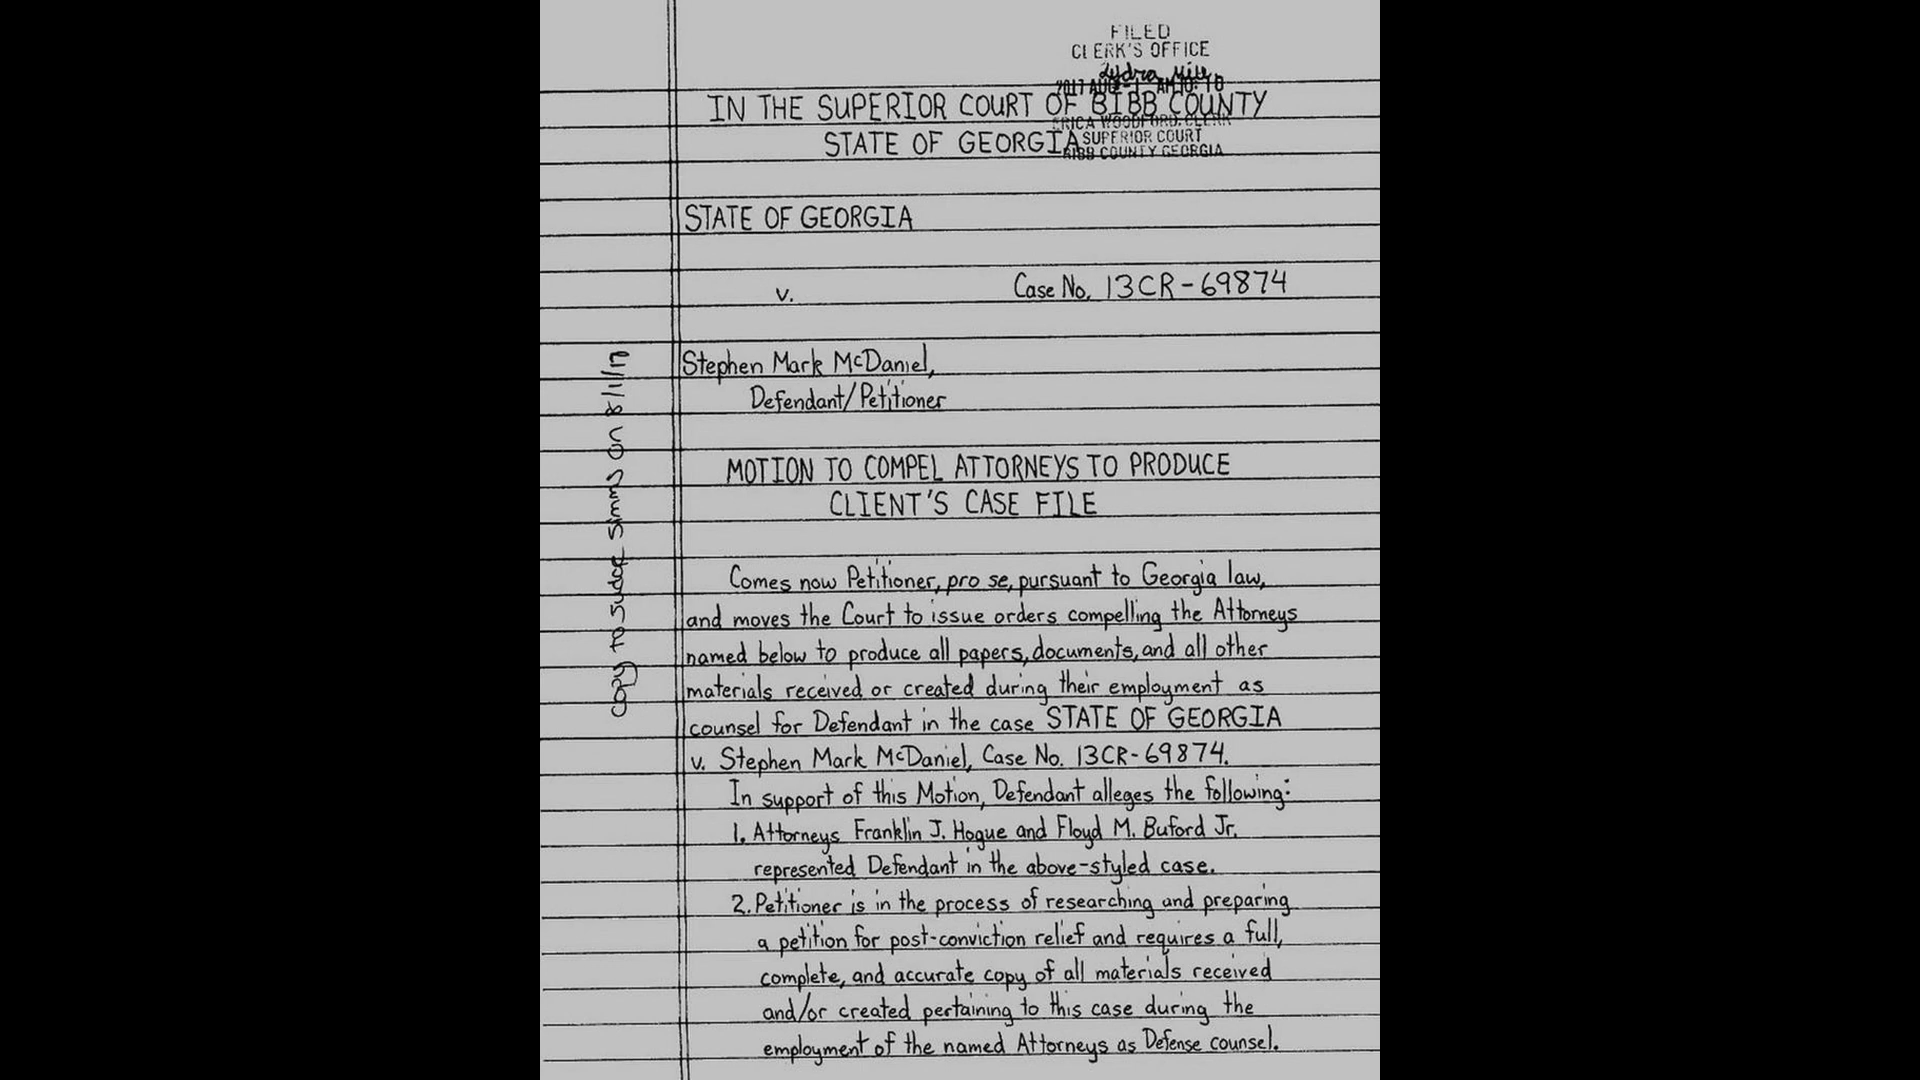 FILED
CLERK'S OFFICE
2017 AUG -1 AM 10:
IN THE SUPERIOR COURT OF BIBB COUNTY
ERICA WOODFORD, CLERK
STATE OF GEORGIA
SUPERIOR COURT
BIBB COUNTY GEORGIA
STATE OF GEORGIA
v.
Case No. 13CR-69874
Stephen Mark McDaniel,
Defendant/Petitioner
copy to Judge Simms on 8/1/17
MOTION TO COMPEL ATTORNEYS TO PRODUCE
CLIENT'S CASE FILE
Comes now Petitioner, pro se, pursuant to Georgia law,
and moves the Court to issue orders compelling the Attorneys
named below to produce all papers, documents, and all other
materials received or created during their employment as
counsel for Defendant in the case STATE OF GEORGIA
v. Stephen Mark McDaniel, Case No. 13CR-69874.
In support of this Motion, Defendant alleges the following:
1. Attorneys Franklin J. Hogue and Floyd M. Buford Jr.
represented Defendant in the above-styled case.
2. Petitioner is in the process of researching and preparing
a petition for post-conviction relief and requires a full,
complete, and accurate copy of all materials received
and/or created pertaining to this case during the
employment of the named Attorneys as Defense counsel.